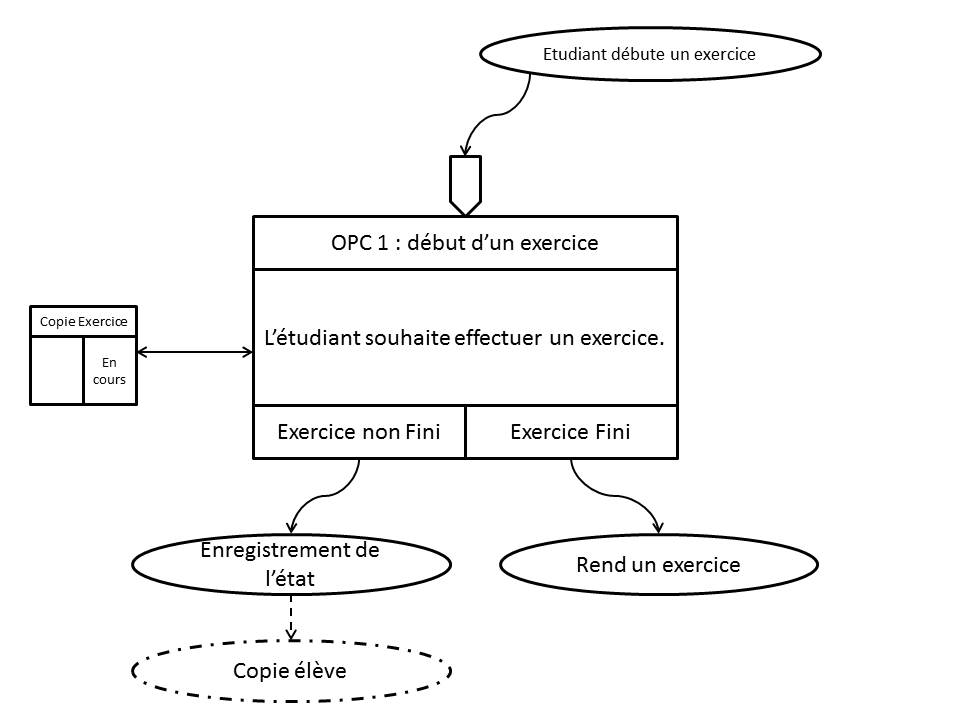 Etudiant débute un exercice
OPC 1 : début d’un exercice
L’étudiant souhaite effectuer un exercice.
Copie Exercice
En
cours
Exercice non Fini
Exercice Fini
Enregistrement de
l’état
Rend un exercice
Copie élève